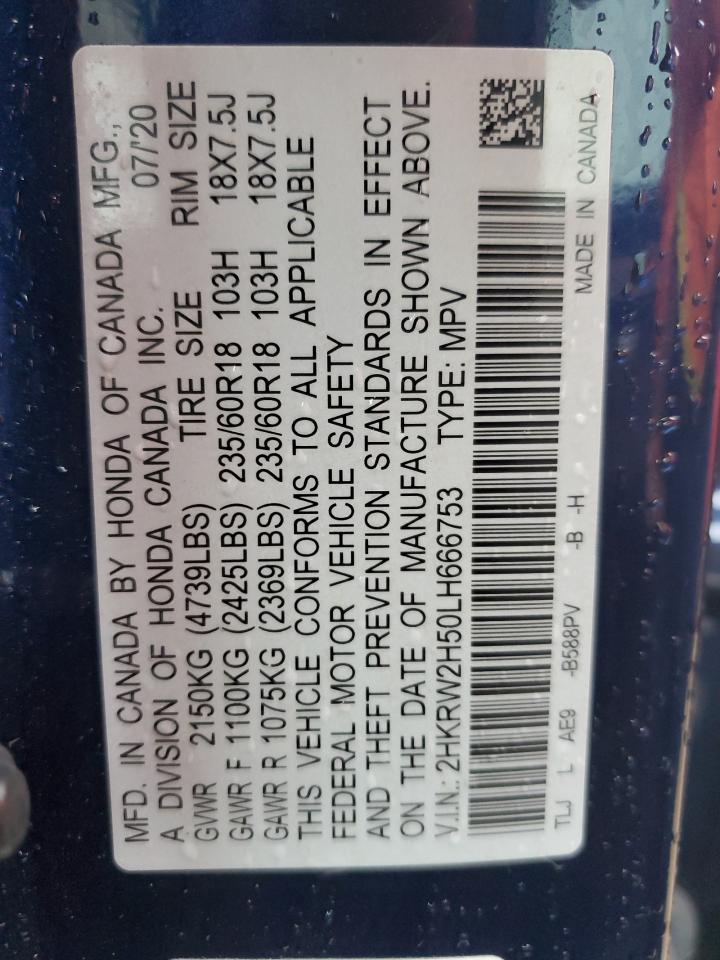 MFD. IN CANADA BY HONDA OF CANADA MFG.,
A DIVISION OF HONDA CANADA INC. 07/'20
GVWR 2150KG (4739LBS) TIRE SIZE RIM SIZE
GAWR F 1100KG (2425LBS) 235/60R18 103H 18X7.5J
GAWR R 1075KG (2369LBS) 235/60R18 103H 18X7.5J
THIS VEHICLE CONFORMS TO ALL APPLICABLE
FEDERAL MOTOR VEHICLE SAFETY
AND THEFT PREVENTION STANDARDS IN EFFECT
ON THE DATE OF MANUFACTURE SHOWN ABOVE.
V.I.N.: 2HKRW2H50LH666753 TYPE: MPV
TLJ L AE9 -B588PV -B -H MADE IN CANADA